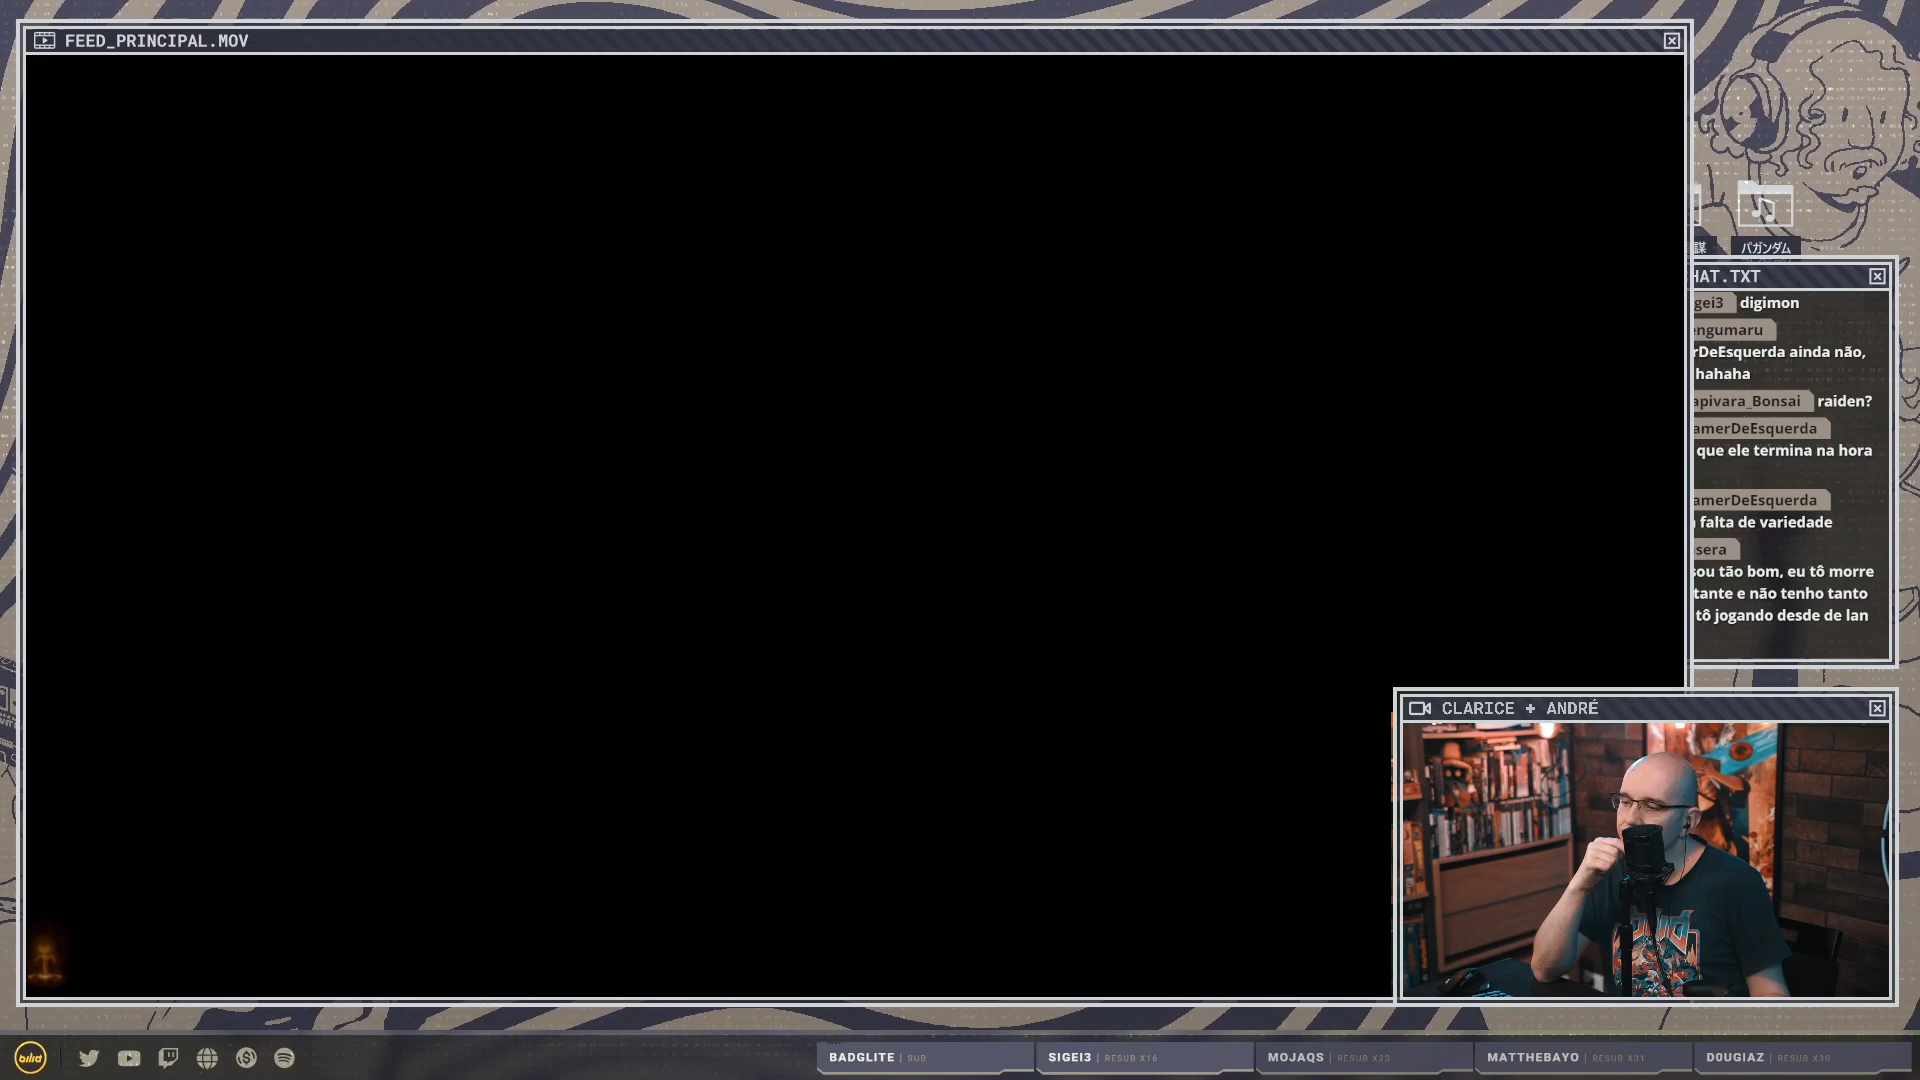 FEED_PRINCIPAL.MOV
パガンダム
HAT.TXT
gei3 digimon
engumaru
rDeEsquerda ainda não,
hahaha
apivara_Bonsai raiden?
amerDeEsquerda
que ele termina na hora
amerDeEsquerda
falta de variedade
sera
sou tão bom, eu tô morre
tante e não tenho tanto
tô jogando desde de lan
CLARICE + ANDRÉ
BADGLITE | SUB
SIGEI3 | RESUB X16
MOJAQS | RESUB X23
MATTHEBAYO | RESUB X31
D0UGIAZ | RESUB X30